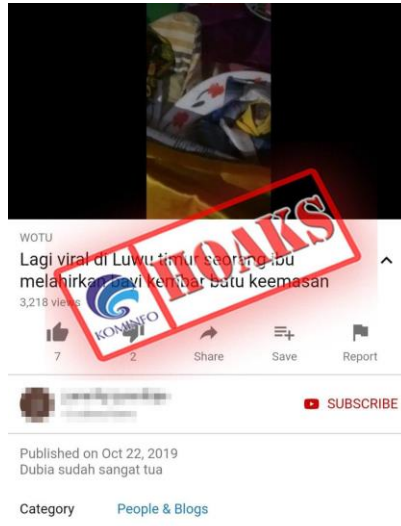 WOTU
Lagi viral di Luwu timur seorang ibu
melahirkan bayi kembar batu keemasan
3,218 views
HOAKS
KOMINFO
7
2
Share
Save
Report
SUBSCRIBE
Published on Oct 22, 2019
Dubia sudah sangat tua
Category
People & Blogs